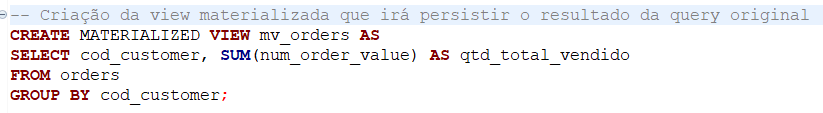 -- Criação da view materializada que irá persistir o resultado da query original
CREATE MATERIALIZED VIEW mv_orders AS
SELECT cod_customer, SUM(num_order_value) AS qtd_total_vendido
FROM orders
GROUP BY cod_customer;